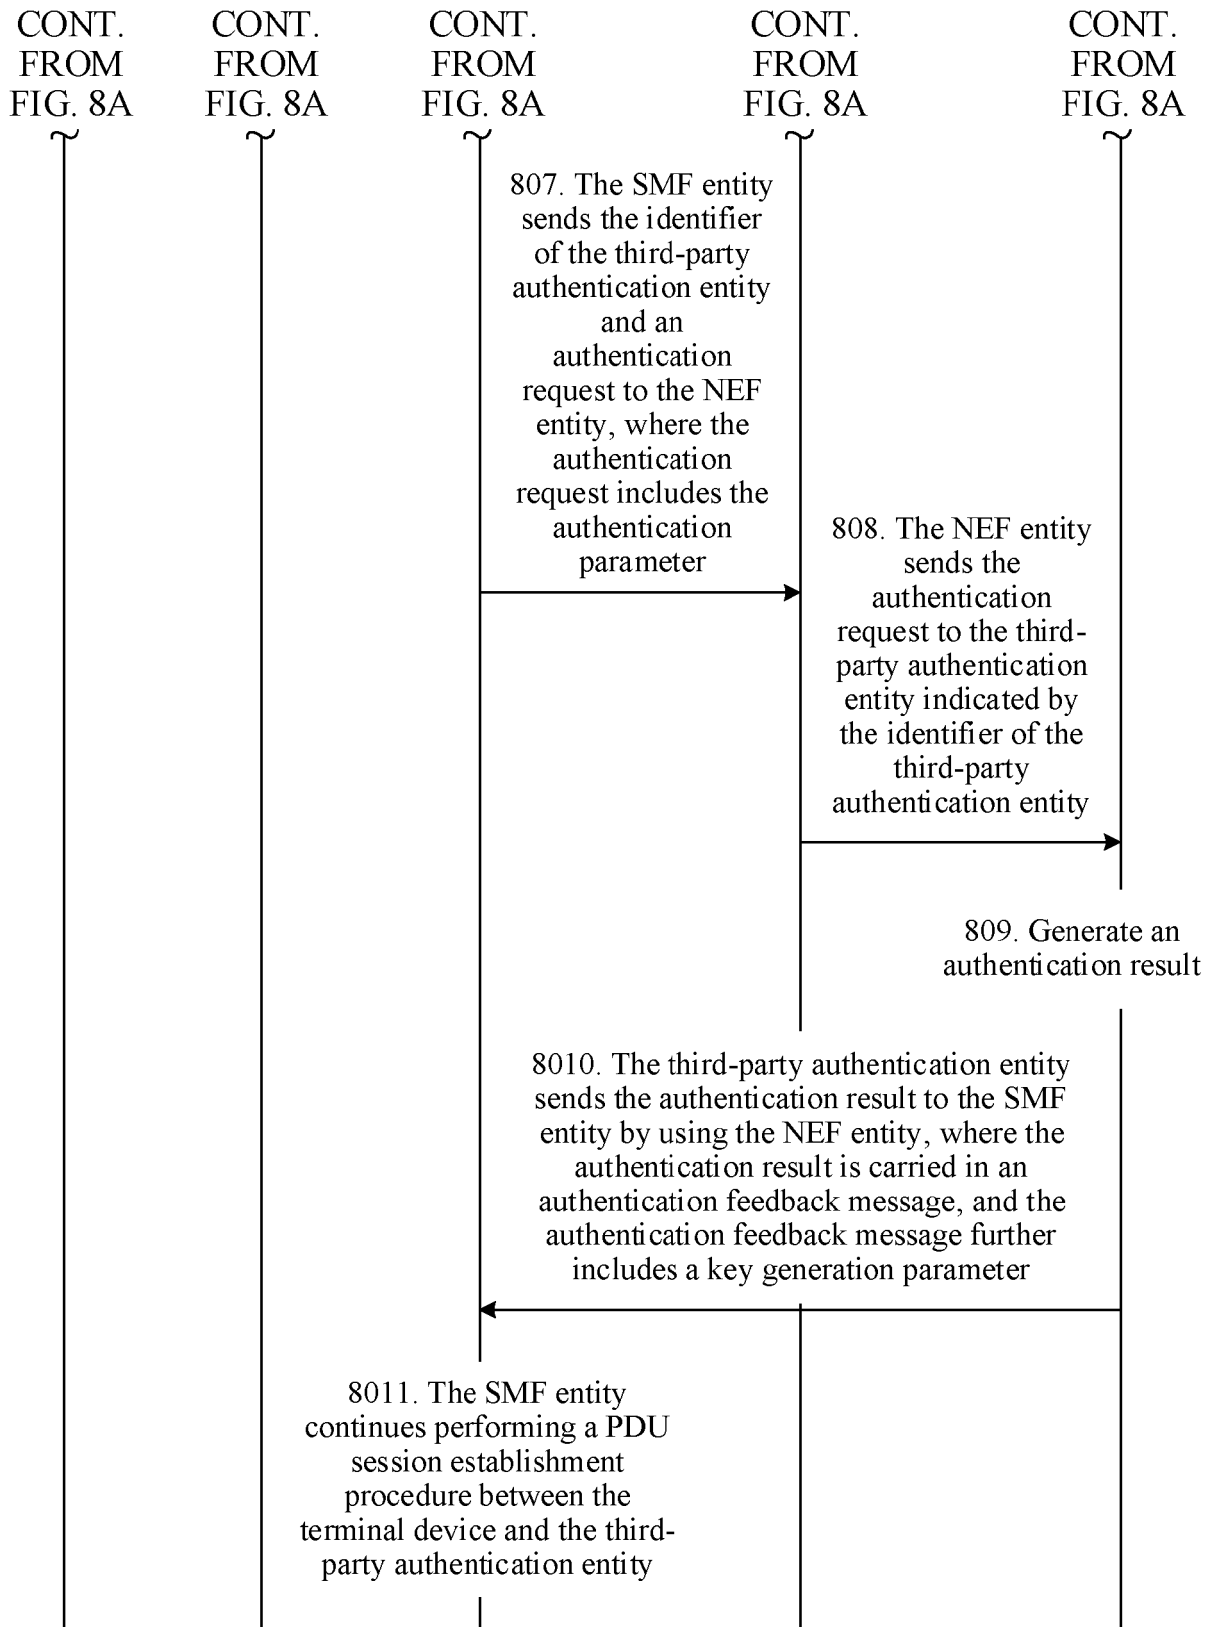 CONT.
FROM
FIG. 8A
CONT.
FROM
FIG. 8A
CONT.
FROM
FIG. 8A
CONT.
FROM
FIG. 8A
CONT.
FROM
FIG. 8A
807. The SMF entity
sends the identifier
of the third-party
authentication entity
and an
authentication
request to the NEF
entity, where the
authentication
request includes the
authentication
parameter
808. The NEF entity
sends the
authentication
request to the third-
party authentication
entity indicated by
the identifier of the
third-party
authentication entity
809. Generate an
authentication result
8010. The third-party authentication entity
sends the authentication result to the SMF
entity by using the NEF entity, where the
authentication result is carried in an
authentication feedback message, and the
authentication feedback message further
includes a key generation parameter
8011. The SMF entity
continues performing a PDU
session establishment
procedure between the
terminal device and the third-
party authentication entity